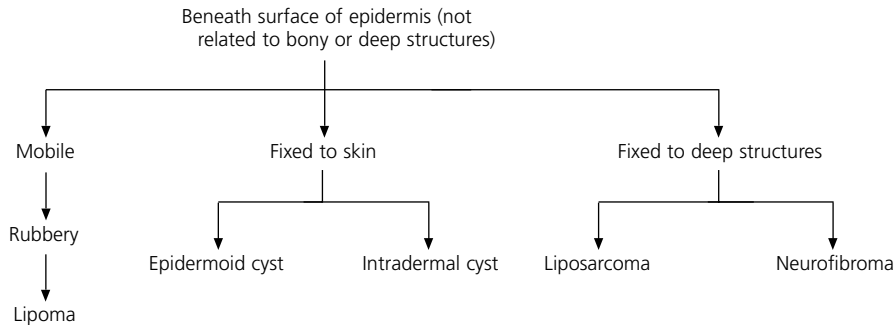 Beneath surface of epidermis (not
related to bony or deep structures)
Mobile
Fixed to skin
Fixed to deep structures
Rubbery
Epidermoid cyst
Intradermal cyst
Liposarcoma
Neurofibroma
Lipoma